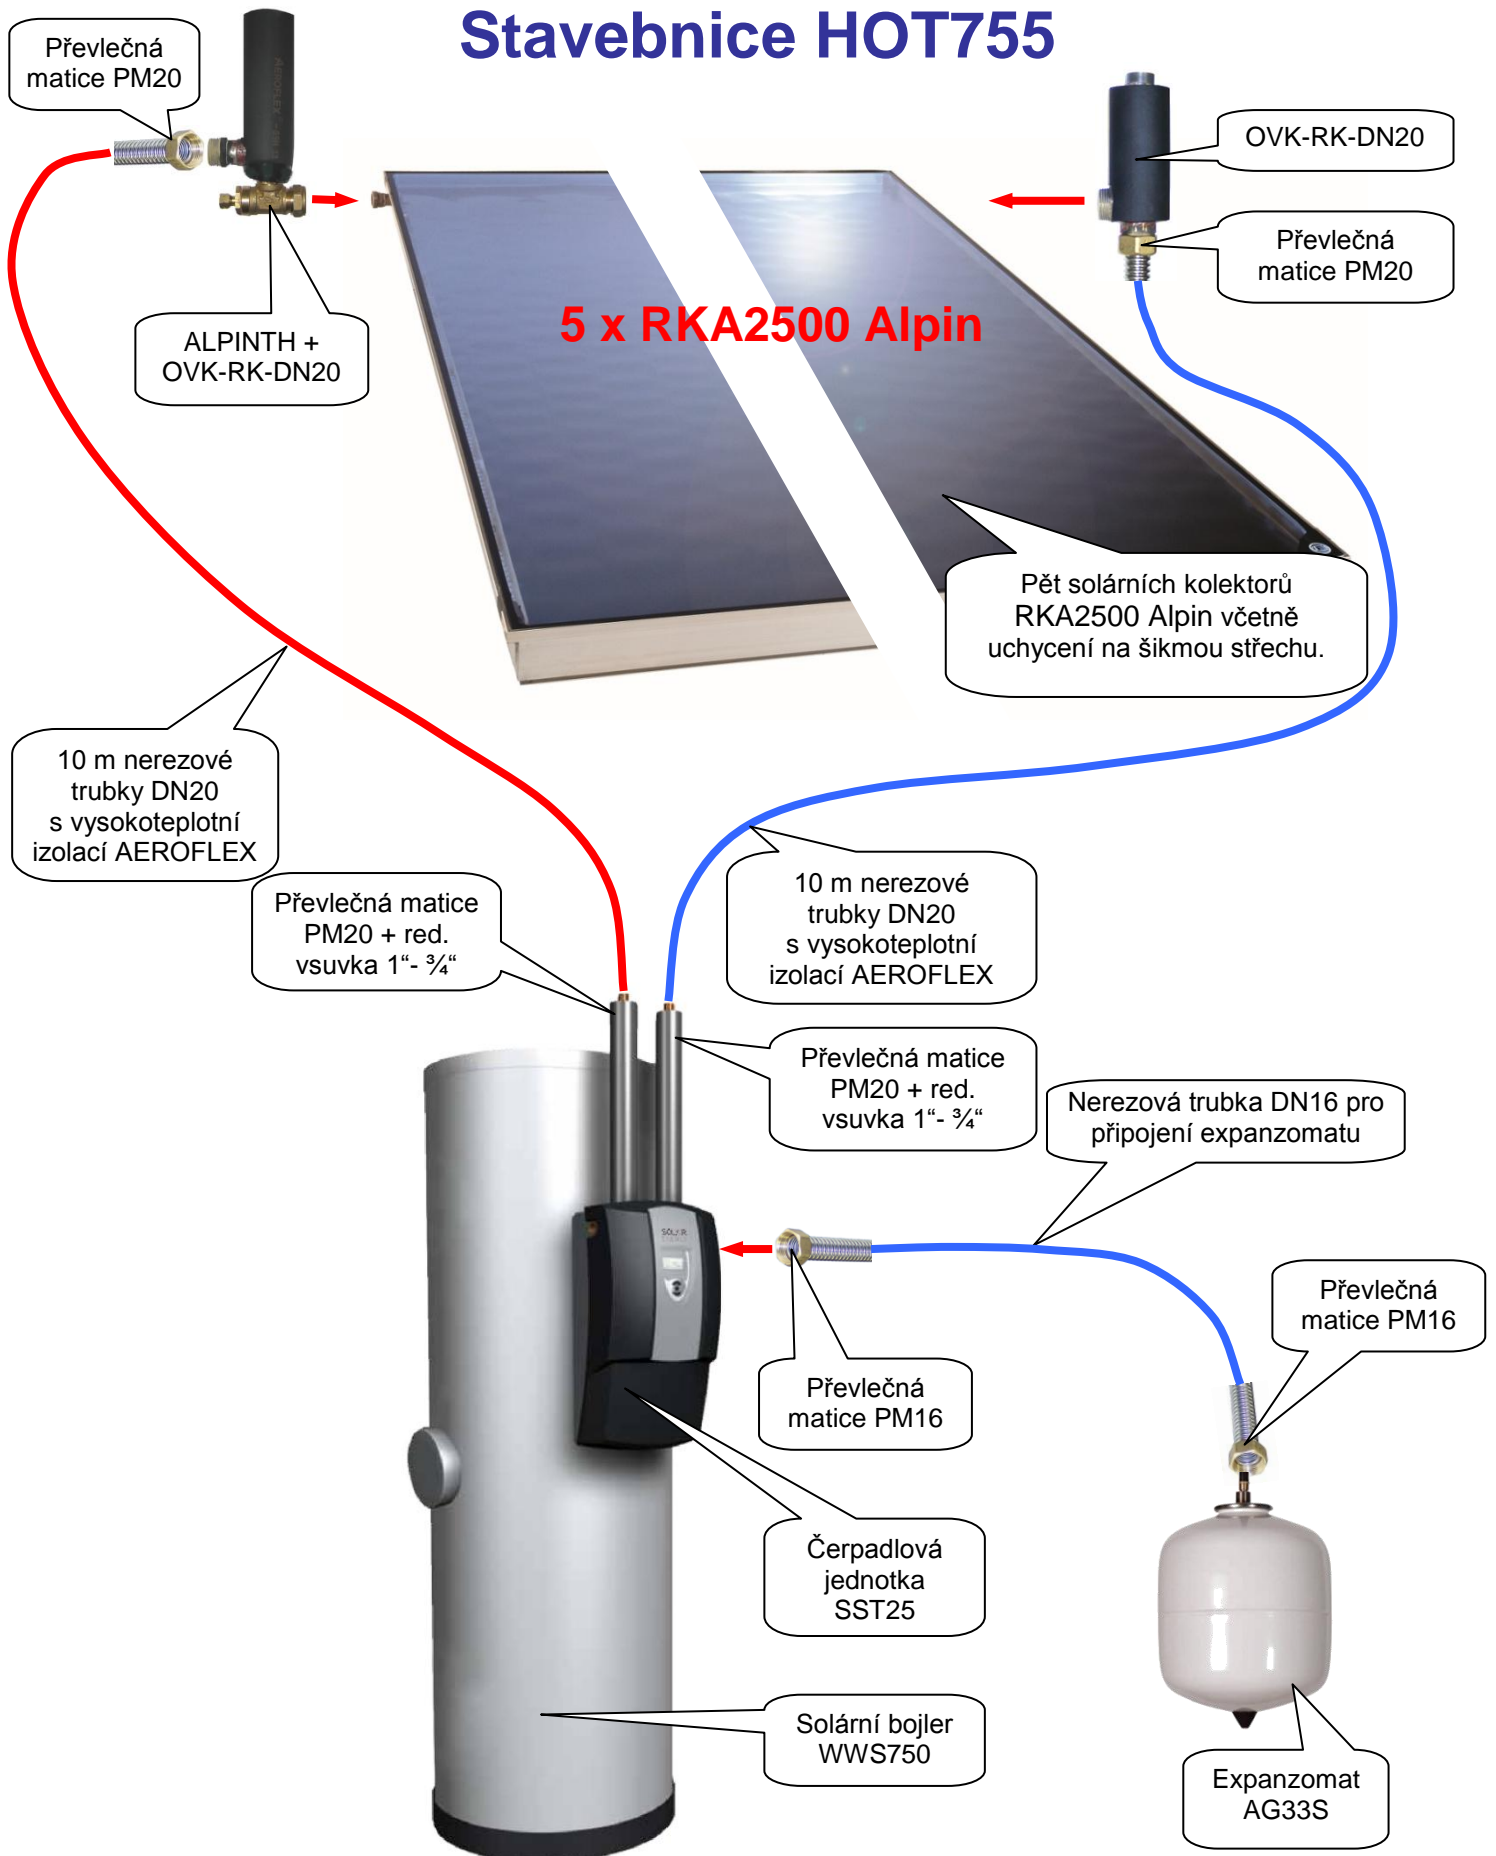 Stavebnice HOT755
Převlečná
matice PM20
AEROFLEX
OVK-RK-DN20
Převlečná
matice PM20
ALPINTH +
OVK-RK-DN20
5 x RKA2500 Alpin
Pět solárních kolektorů
RKA2500 Alpin včetně
uchycení na šikmou střechu.
10 m nerezové
trubky DN20
s vysokoteplotní
izolací AEROFLEX
Převlečná matice
PM20 + red.
vsuvka 1“- ¾“
10 m nerezové
trubky DN20
s vysokoteplotní
izolací AEROFLEX
Převlečná matice
PM20 + red.
vsuvka 1“- ¾“
Nerezová trubka DN16 pro
připojení expanzomatu
SOLAR
Převlečná
matice PM16
Převlečná
matice PM16
Čerpadlová
jednotka
SST25
Solární bojler
WWS750
Expanzomat
AG33S